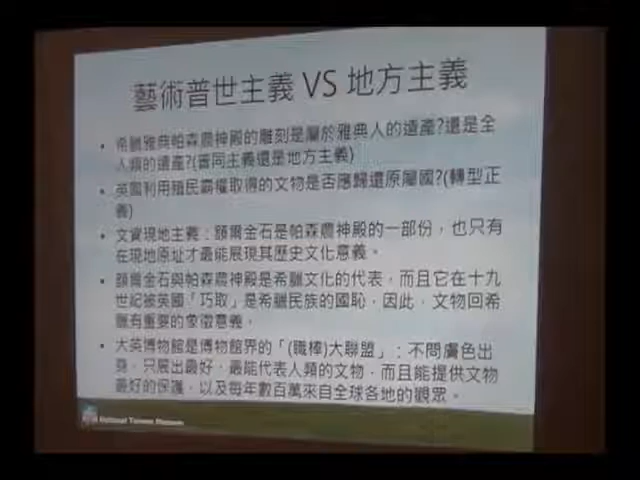 藝術普世主義 VS 地方主義
• 希臘雅典帕森農神殿的雕刻是屬於雅典人的遺產?還是全
人類的遺產?(普同主義還是地方主義)
• 英國利用殖民霸權取得的文物是否應歸還原屬國?(轉型正
義)
• 文資現地主義：額爾金石是帕森農神殿的一部份，也只有
在現地原址才最能展現其歷史文化意義。
• 額爾金石與帕森農神殿是希臘文化的代表，而且它在十九
世紀被英國「巧取」是希臘民族的國恥，因此，文物回希
臘有重要的象徵意義。
• 大英博物館是博物館界的「(職棒)大聯盟」：不問膚色出
身，只展出最好，最能代表人類的文物，而且能提供文物
最好的保護，以及每年數百萬來自全球各地的觀眾。
National Taiwan Museum